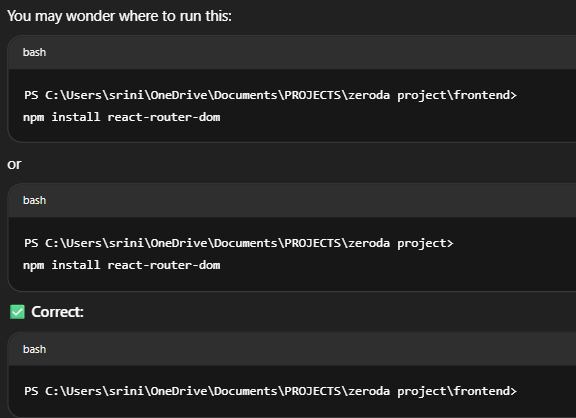 You may wonder where to run this:
bash
PS C:\Users\srini\OneDrive\Documents\PROJECTS\zeroda project\frontend>
npm install react-router-dom
or
bash
PS C:\Users\srini\OneDrive\Documents\PROJECTS\zeroda project>
npm install react-router-dom
✅ Correct:
bash
PS C:\Users\srini\OneDrive\Documents\PROJECTS\zeroda project\frontend>